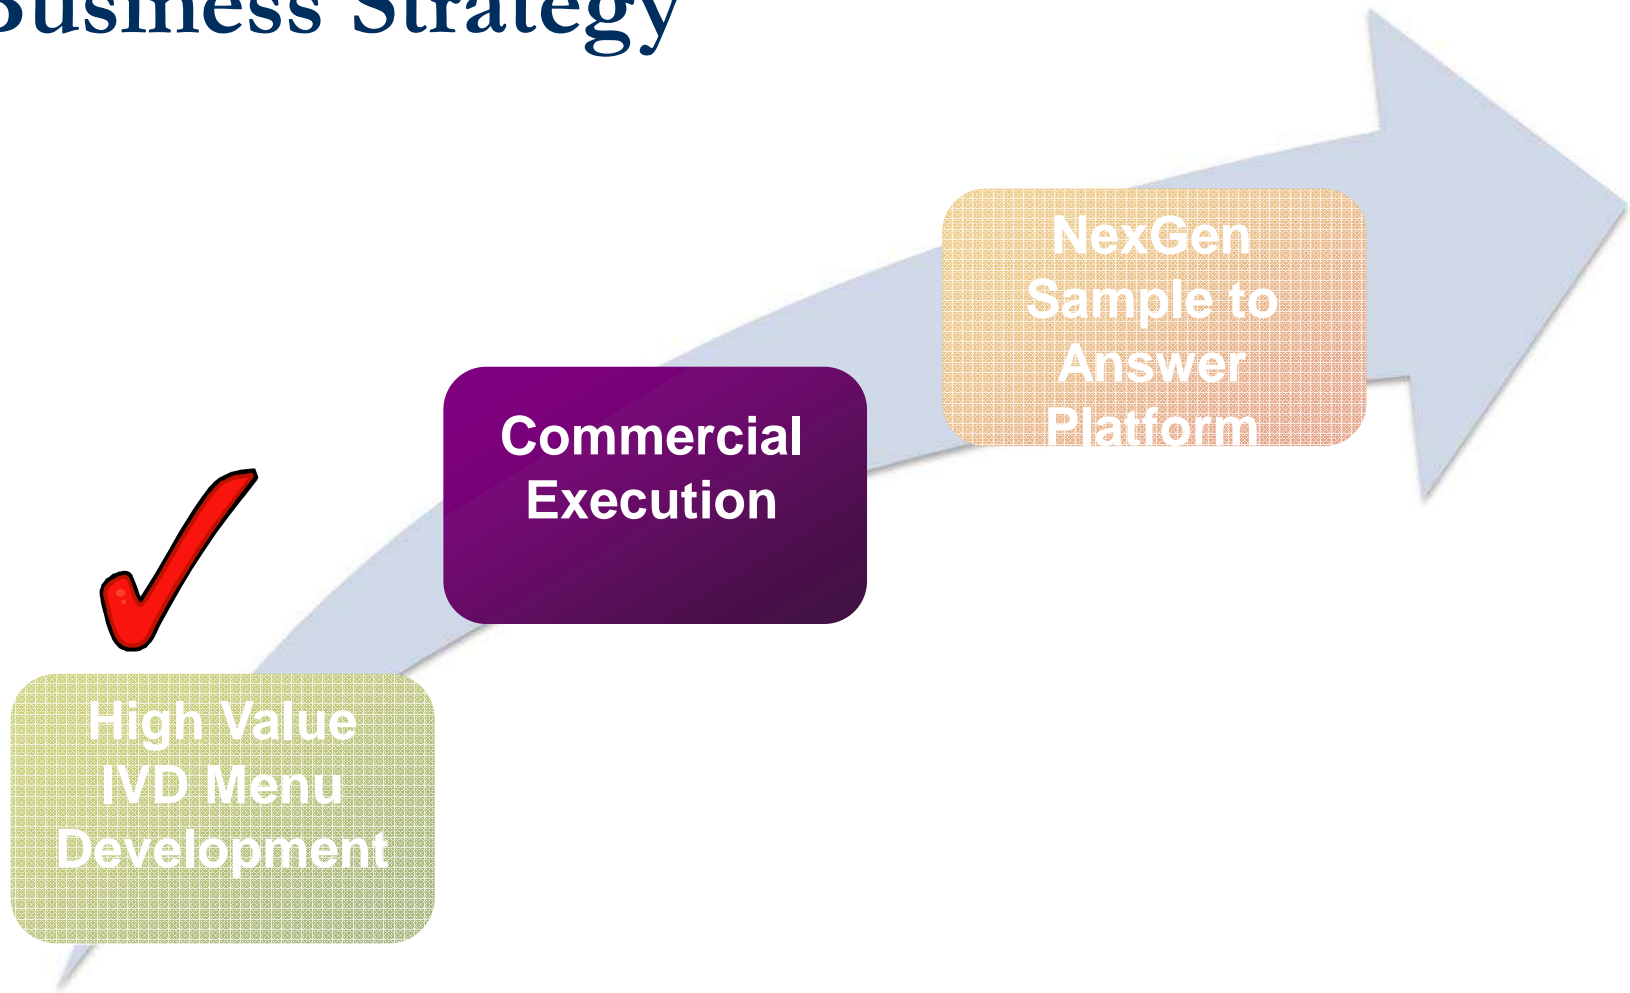 Business Strategy
NexGen
Sample to
Answer
Platform
Commercial
Execution
High Value
IVD Menu
Development